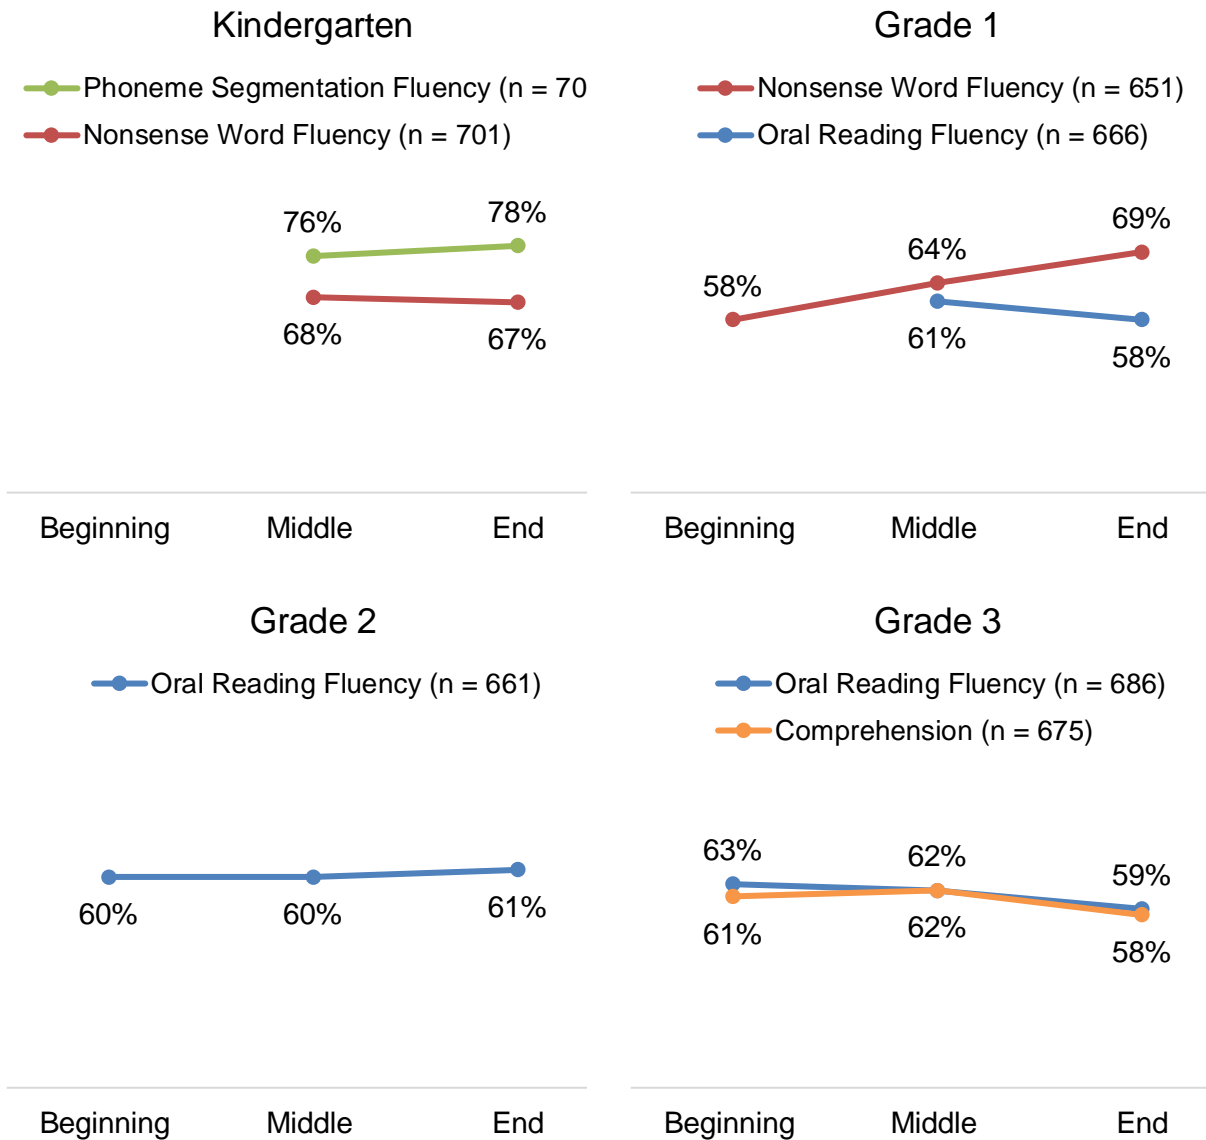 Kindergarten
Phoneme Segmentation Fluency (n = 70
Nonsense Word Fluency (n = 701)
76%
78%
68%
67%
Beginning Middle End
Grade 1
Nonsense Word Fluency (n = 651)
Oral Reading Fluency (n = 666)
69%
64%
58%
61%
58%
Beginning Middle End
Grade 2
Oral Reading Fluency (n = 661)
60% 60% 61%
Beginning Middle End
Grade 3
Oral Reading Fluency (n = 686)
Comprehension (n = 675)
63% 62% 59%
61% 62% 58%
Beginning Middle End